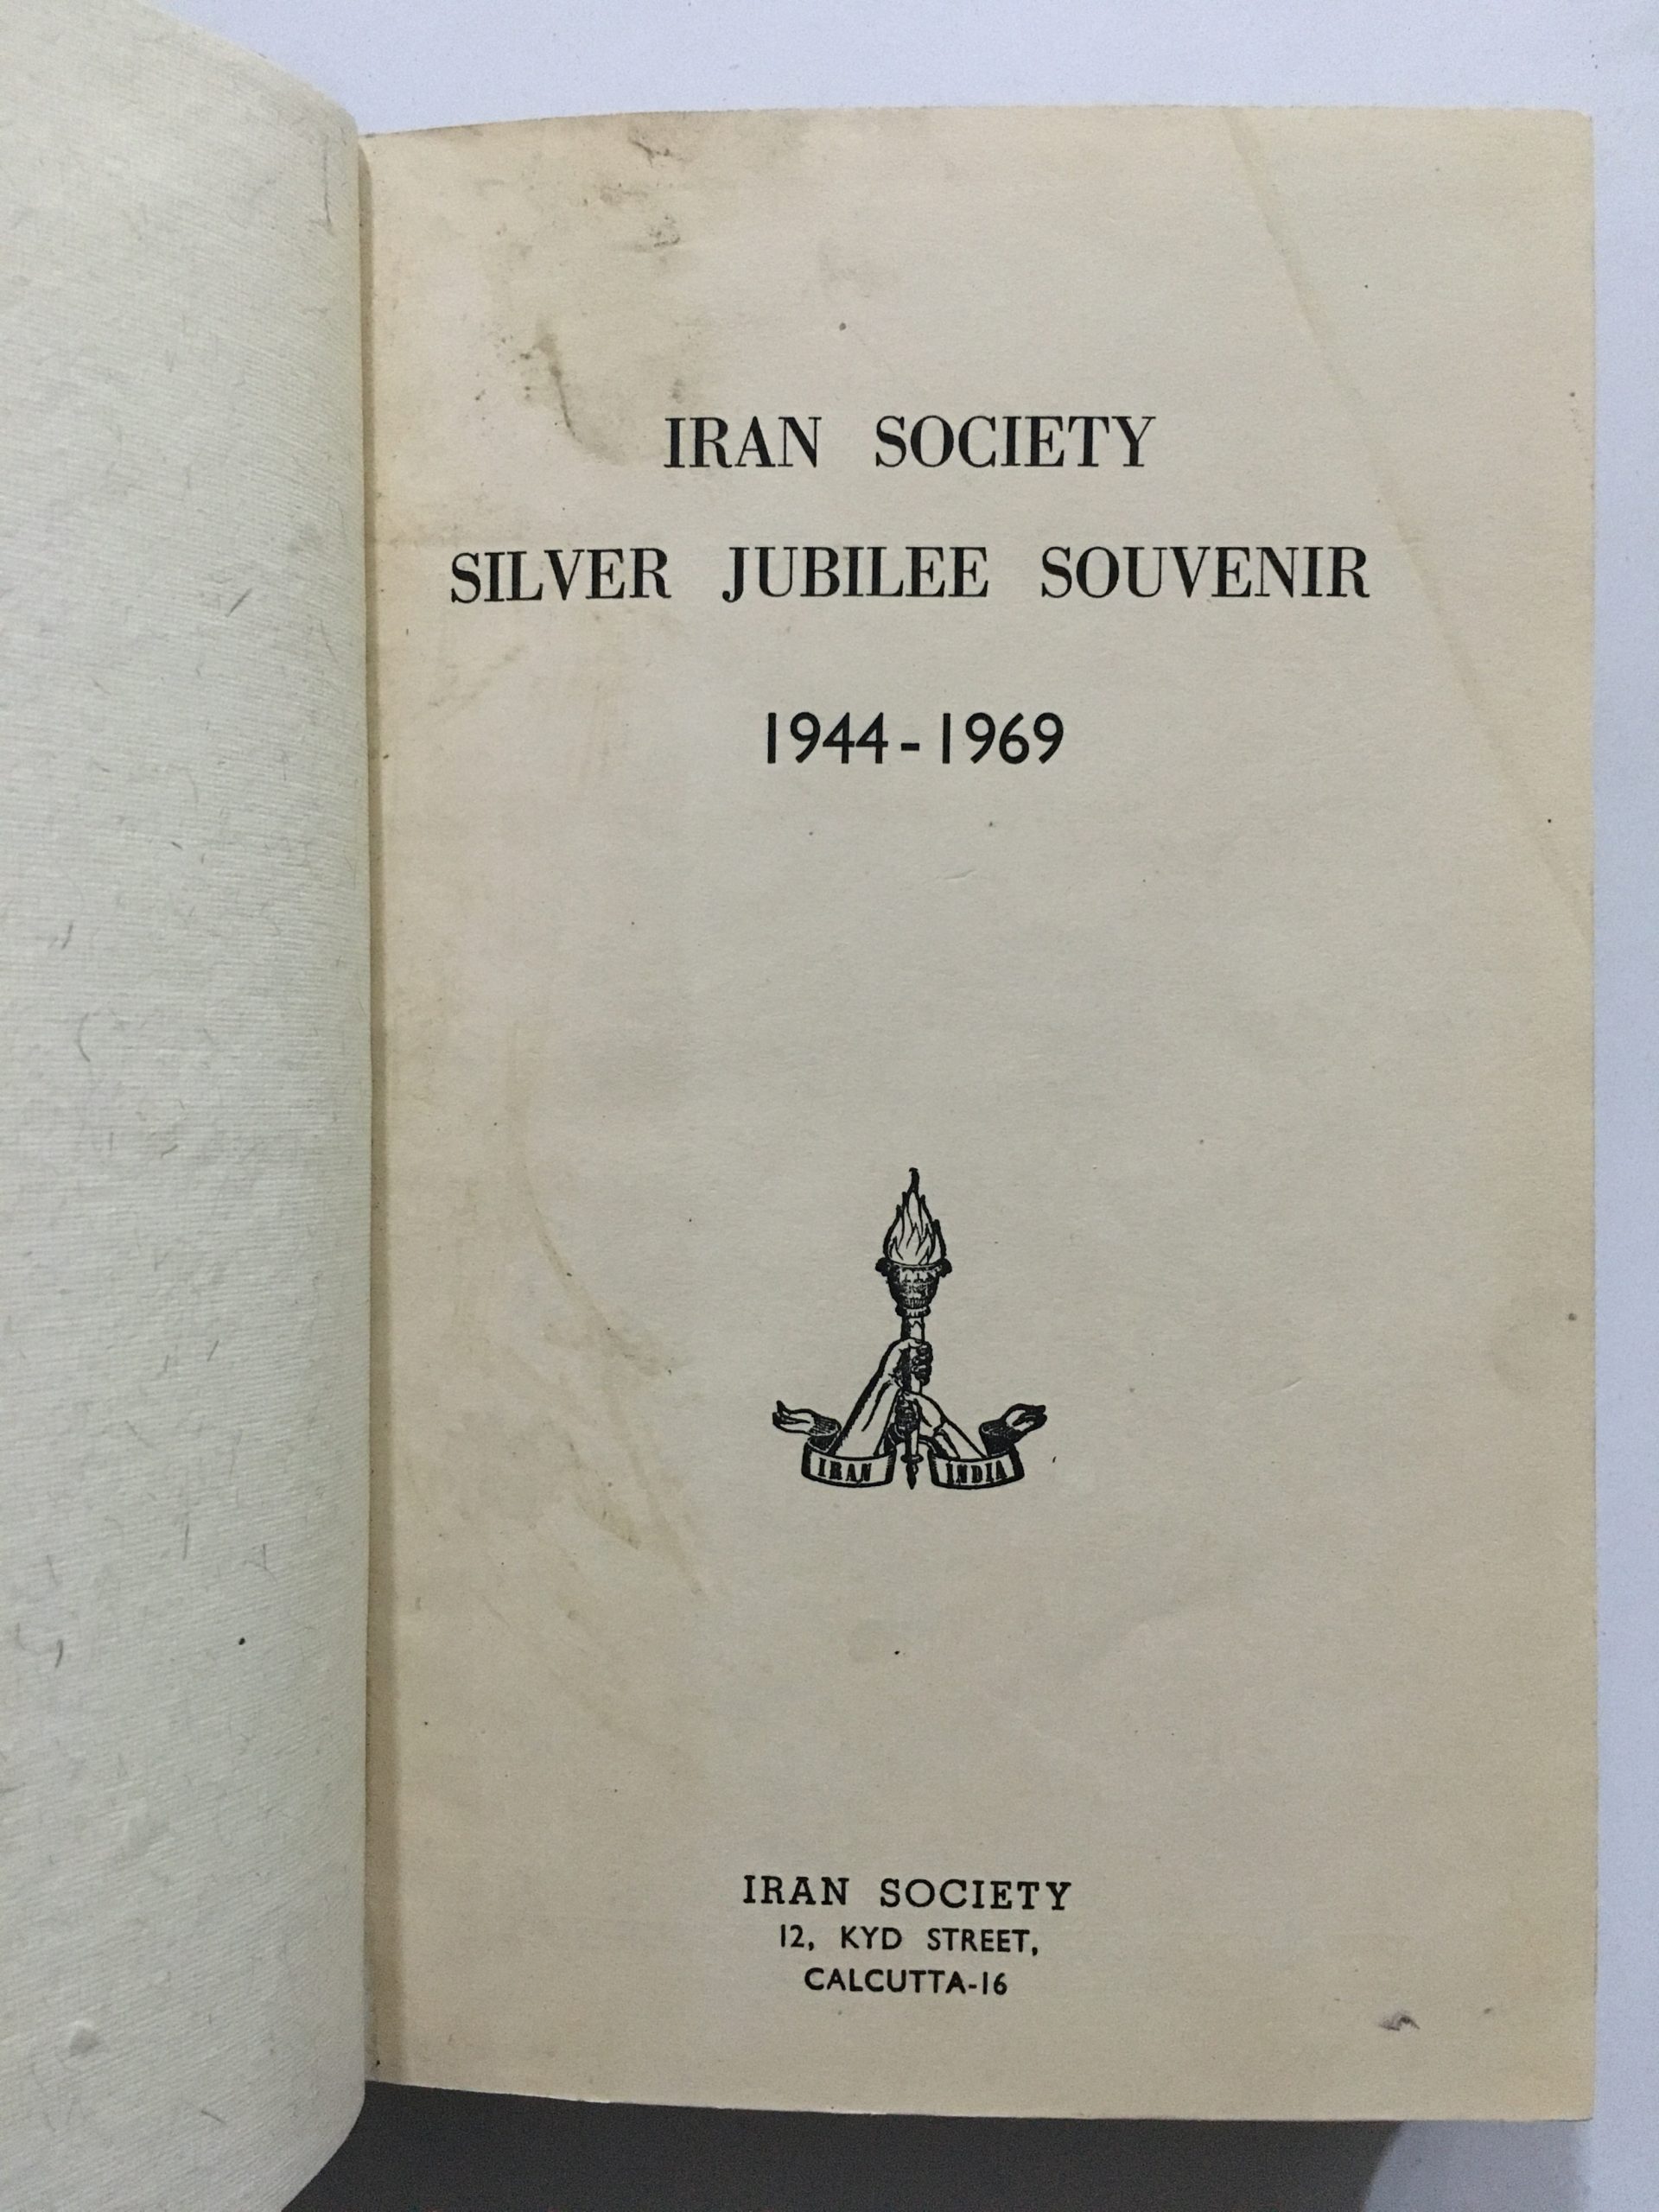 IRAN SOCIETY
SILVER JUBILEE SOUVENIR
1944-1969
IRAN INDIA
IRAN SOCIETY
12, KYD STREET,
CALCUTTA-16